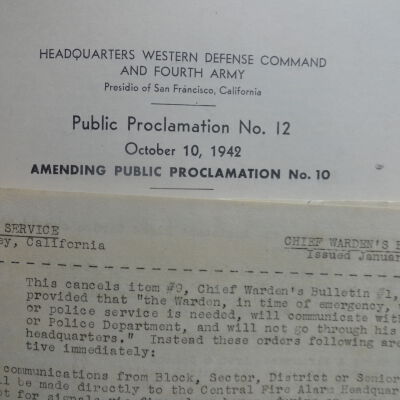 HEADQUARTERS WESTERN DEFENSE COMMAND
AND FOURTH ARMY
Presidio of San Francisco, California
Public Proclamation No. 12
October 10, 1942
AMENDING PUBLIC PROCLAMATION No. 10
SERVICE
ey, California
CHIEF WARDEN'S B
Issued Januar
This cancels item #9, Chief Warden's Bulletin #1,
provided that "the Warden, in time of emergency,
or police service is needed, will communicate wit
or Police Department, and will not go through his
headquarters." Instead these orders following are
tive immediately:
communications from Block, Sector, District or Senior
ll be made directly to the Central Fire Alarm Headquar